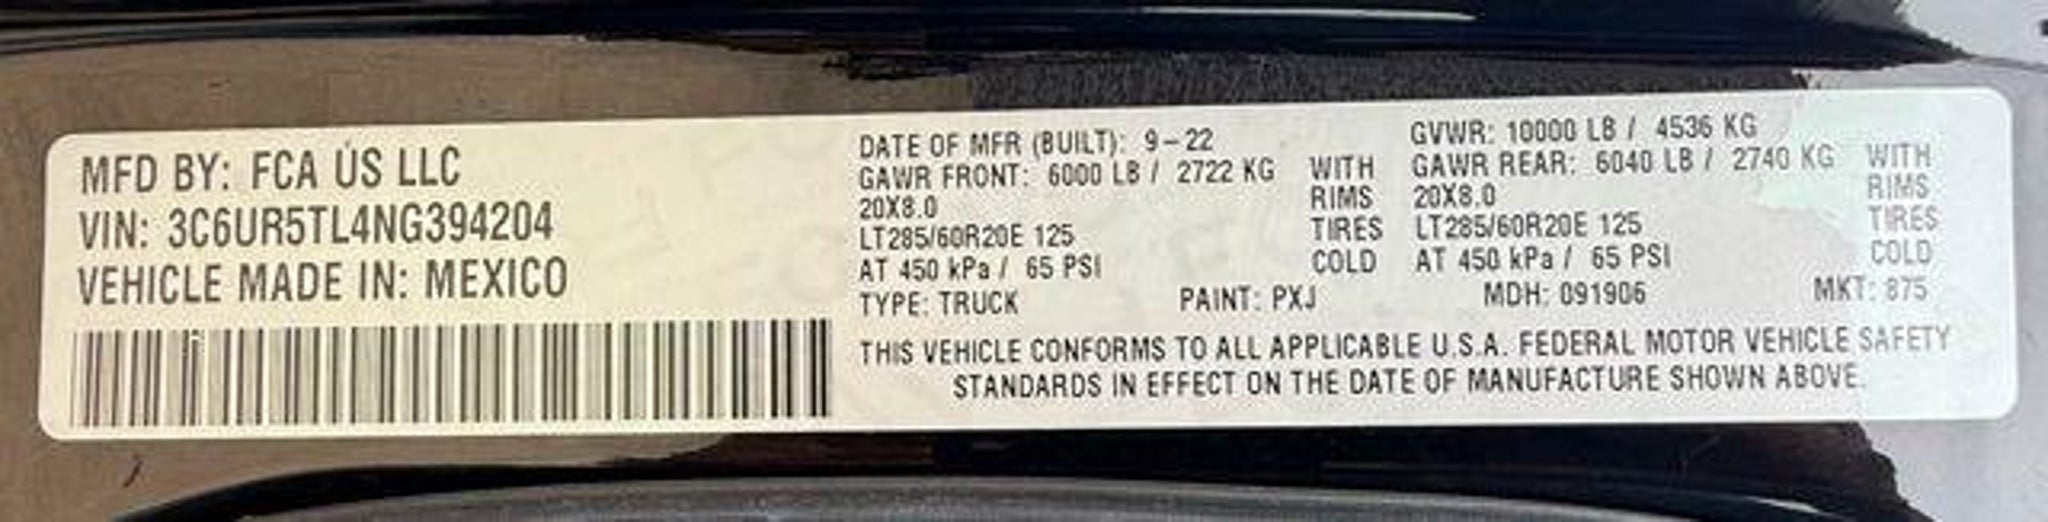 MFD BY: FCA US LLC
VIN: 3C6UR5TL4NG394204
VEHICLE MADE IN: MEXICO
DATE OF MFR (BUILT): 9-22 GVWR: 10000 LB / 4536 KG
GAWR FRONT: 6000 LB / 2722 KG WITH GAWR REAR: 6040 LB / 2740 KG WITH
20X8.0 RIMS 20X8.0 RIMS
LT285/60R20E 125 TIRES LT285/60R20E 125 TIRES
AT 450 kPa / 65 PSI COLD AT 450 kPa / 65 PSI COLD
TYPE: TRUCK PAINT: PXJ MDH: 091906 MKT: 875
THIS VEHICLE CONFORMS TO ALL APPLICABLE U.S.A. FEDERAL MOTOR VEHICLE SAFETY
STANDARDS IN EFFECT ON THE DATE OF MANUFACTURE SHOWN ABOVE.